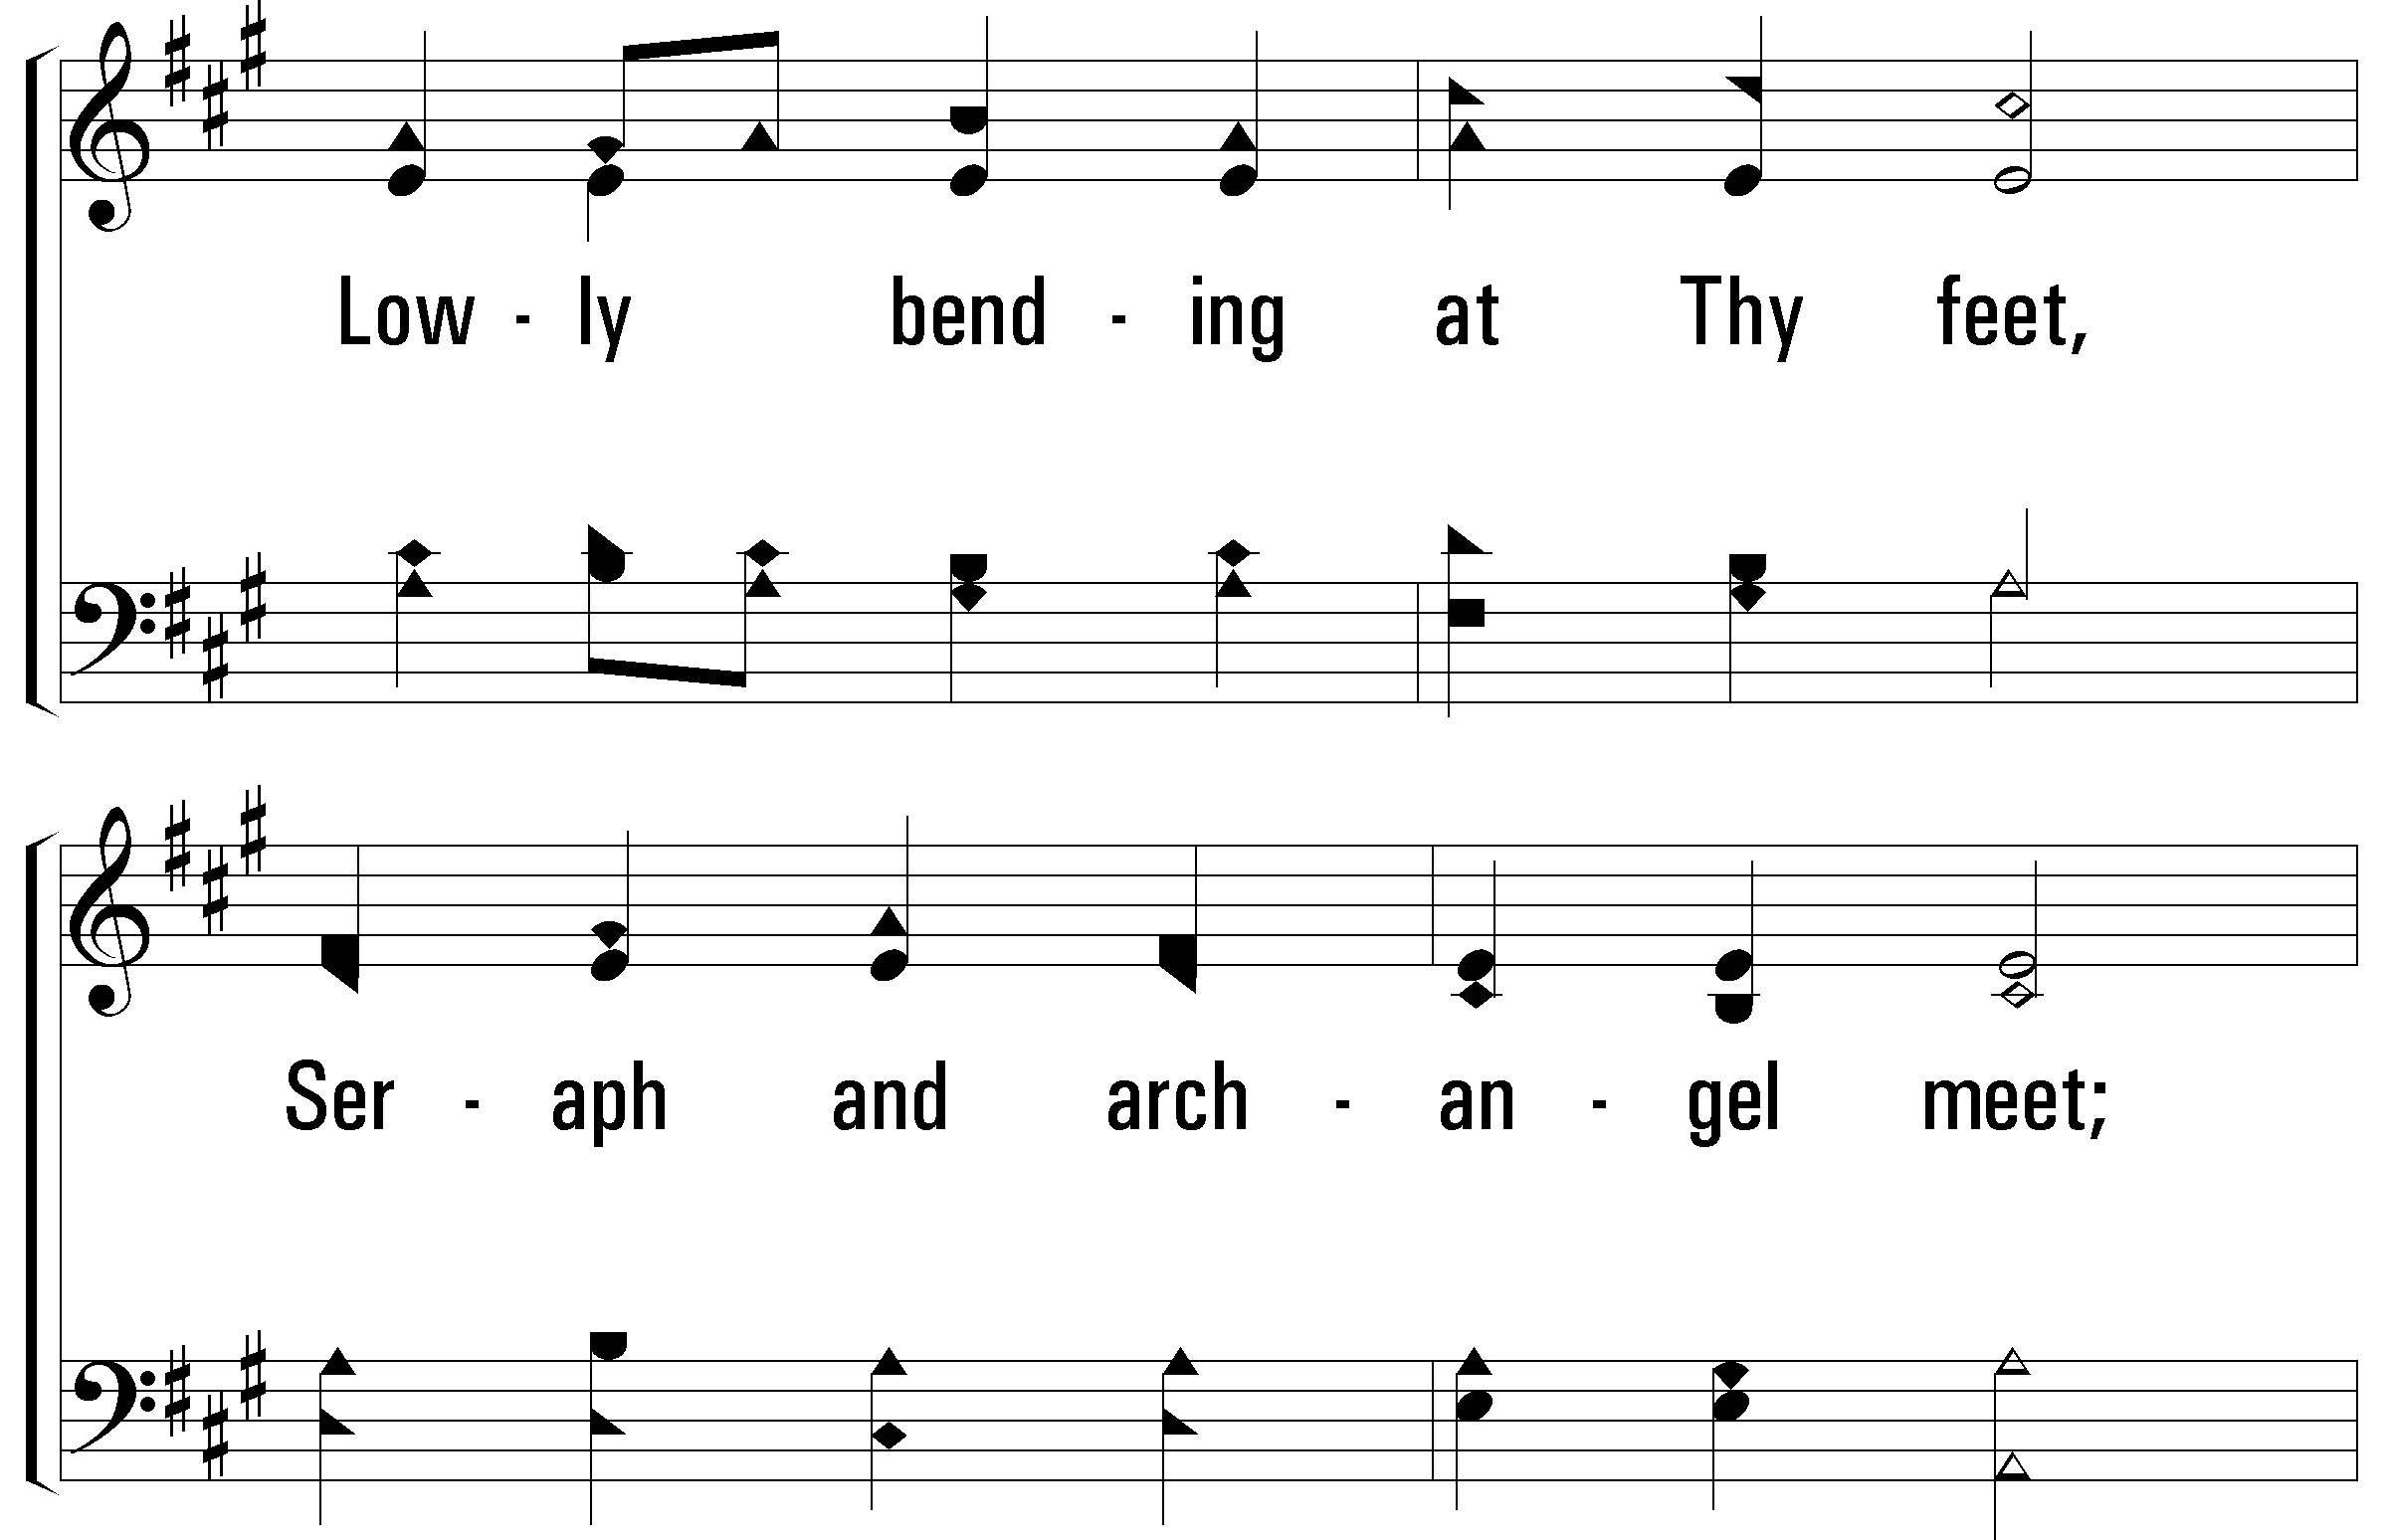 Low - ly bend - ing at Thy feet,
Ser - aph and arch - an - gel meet;